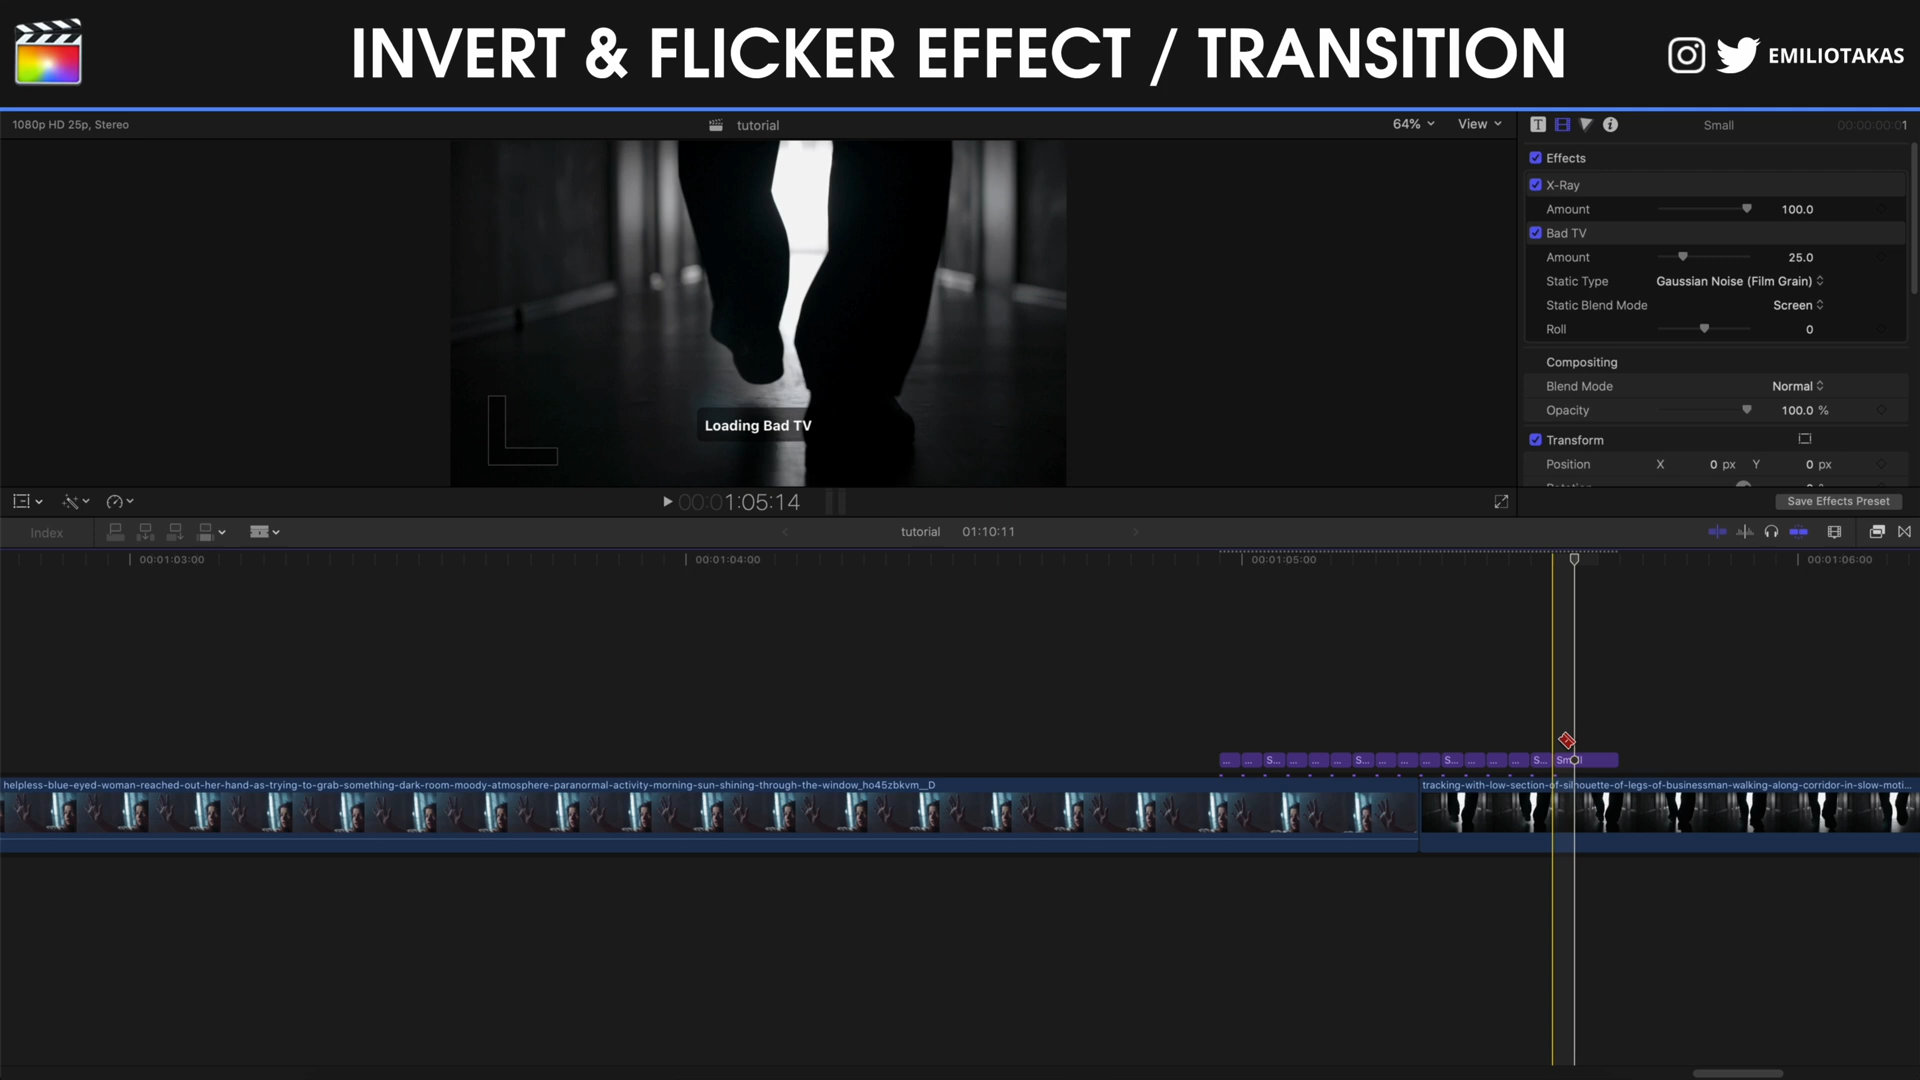 INVERT & FLICKER EFFECT / TRANSITION
EMILIOTAKAS
1080p HD 25p, Stereo
tutorial
64%
View
Small
00:00:00:01
Effects
X-Ray
Amount 100.0
Bad TV
Amount 25.0
Static Type Gaussian Noise (Film Grain)
Static Blend Mode Screen
Roll 0
Compositing
Blend Mode Normal
Opacity 100.0 %
Transform
Position X 0 px Y 0 px
Loading Bad TV
00:01:05:14
Save Effects Preset
Index
tutorial 01:10:11
00:01:03:00
00:01:04:00
00:01:05:00
00:01:06:00
... ... S... ... ... ... S... ... ... ... S... ... ... ... S...
helpless-blue-eyed-woman-reached-out-her-hand-as-trying-to-grab-something-dark-room-moody-atmosphere-paranormal-activity-morning-sun-shining-through-the-window_ho45zbkvm__D
tracking-with-low-section-of-silhouette-of-legs-of-businessman-walking-along-corridor-in-slow-moti...